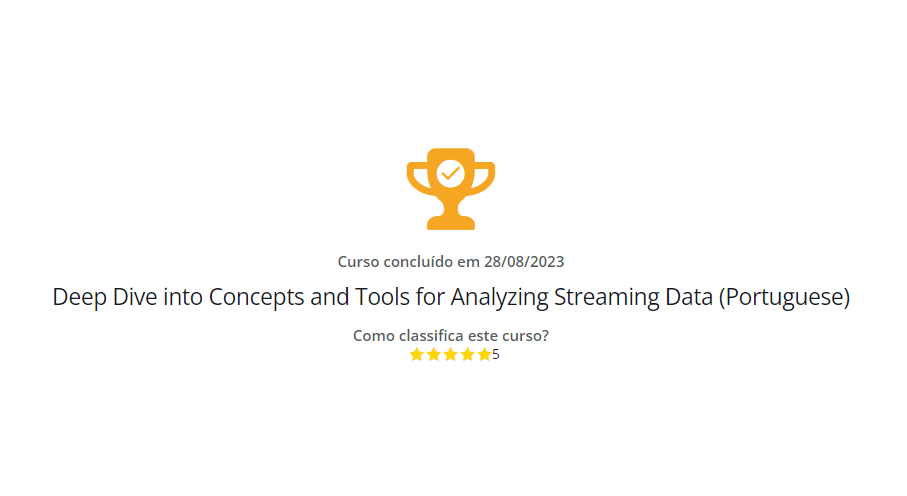 Curso concluído em 28/08/2023
Deep Dive into Concepts and Tools for Analyzing Streaming Data (Portuguese)
Como classifica este curso?
5